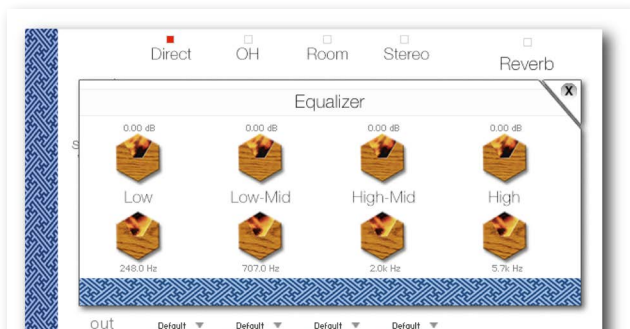 Direct OH Room Stereo Reverb
Equalizer X
0.00 dB 0.00 dB 0.00 dB 0.00 dB
Low Low-Mid High-Mid High
248.0 Hz 707.0 Hz 2.0k Hz 5.7k Hz
out Default Default Default Default